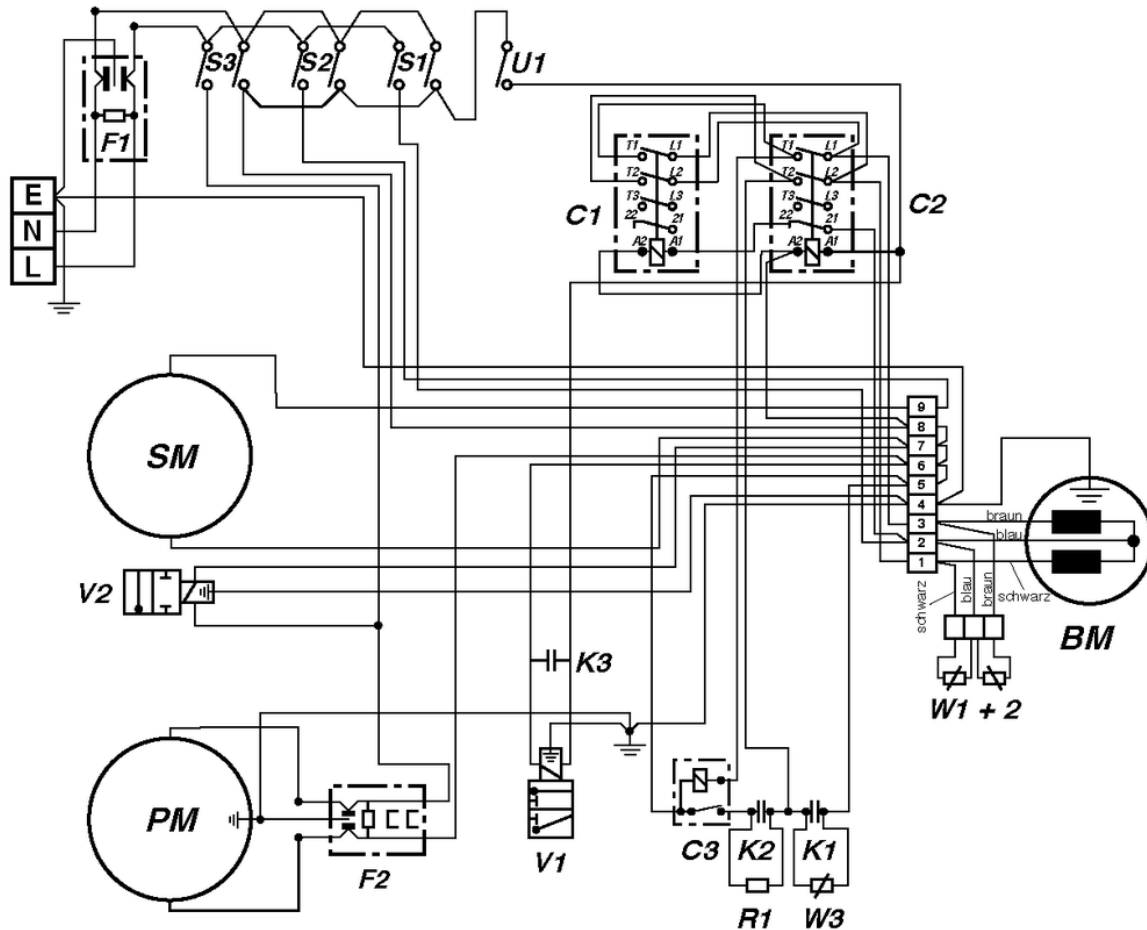 S3
S2
S1
U1
F1
E
N
L
C1
T1 L1
T2 L2
T3 L3
22 21
A2 A1
C2
T1 L1
T2 L2
T3 L3
22 21
A2 A1
SM
9
8
7
6
5
4
3
2
1
braun
blau
schwarz
BM
schwarz
blau
braun
W1 + 2
V2
K3
PM
F2
V1
C3
K2
K1
R1
W3